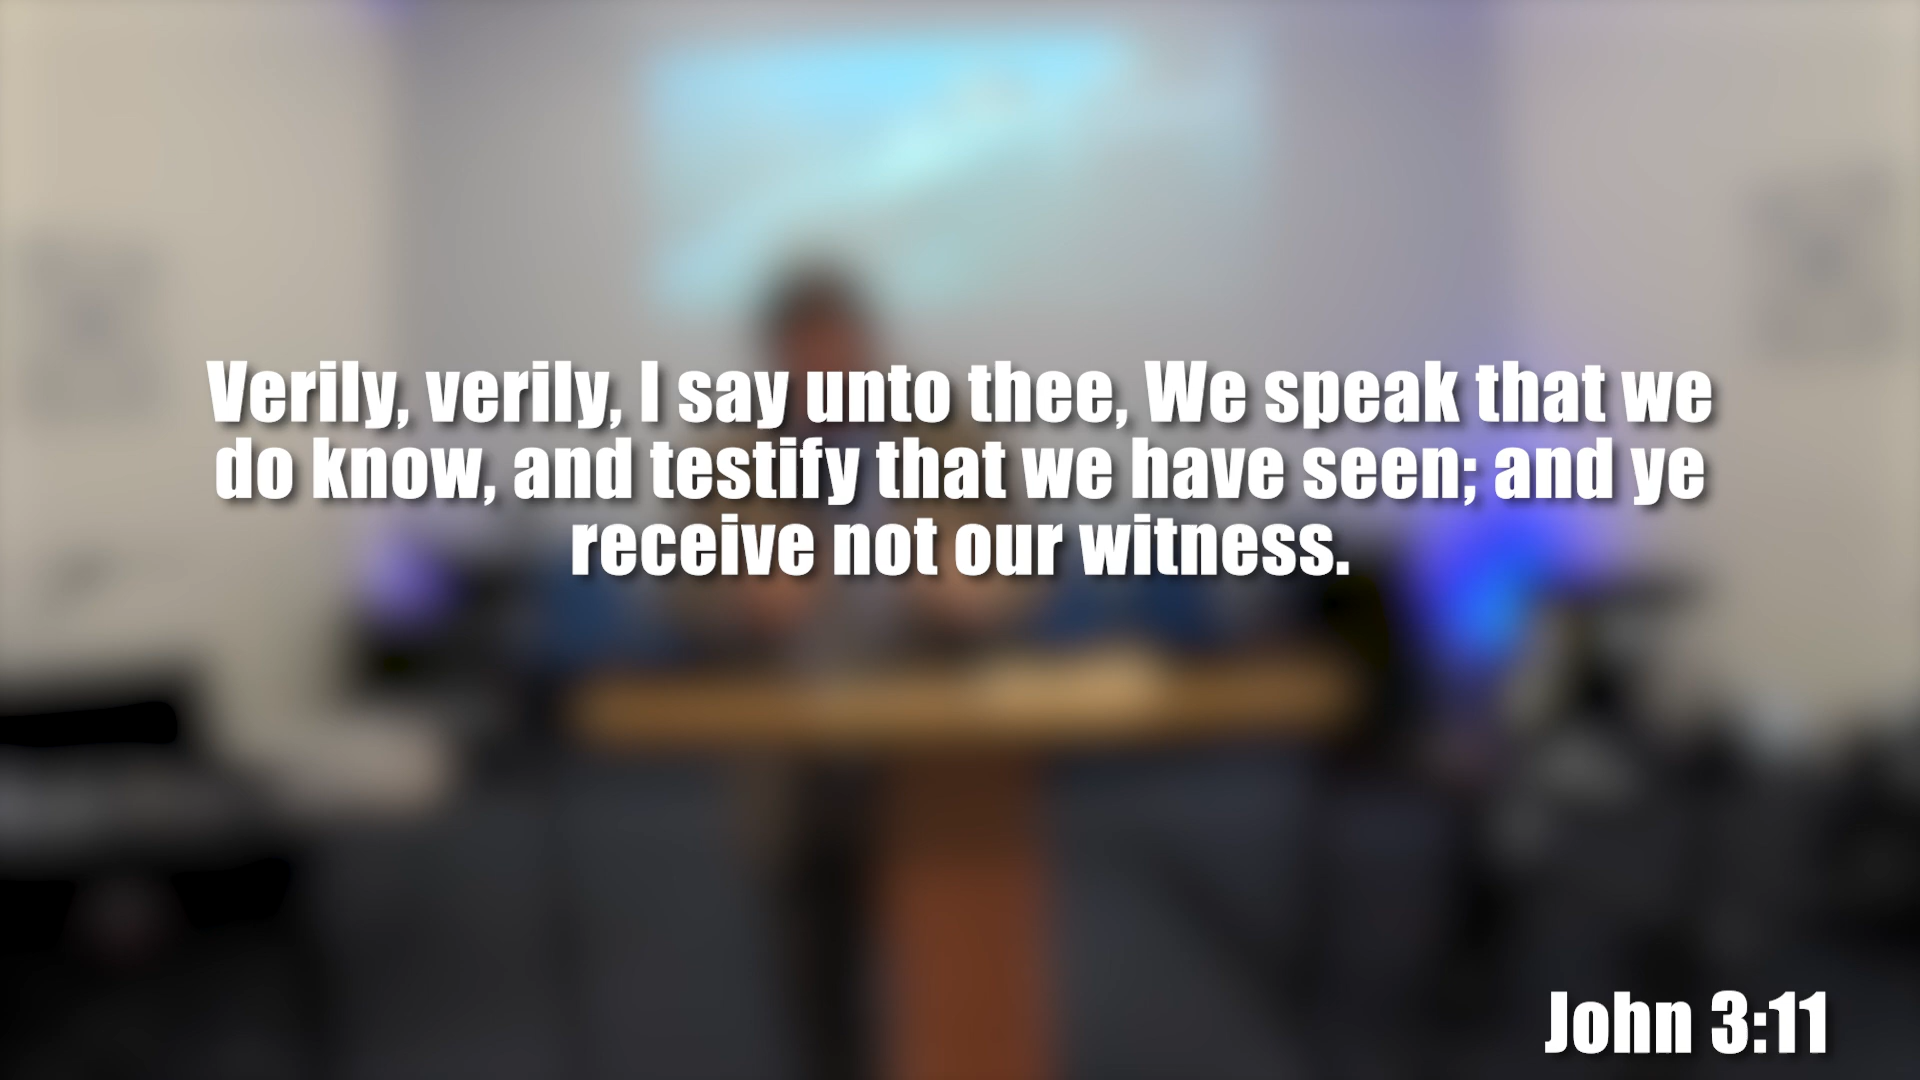 Verily, verily, I say unto thee, We speak that we
do know, and testify that we have seen; and ye
receive not our witness.
John 3:11